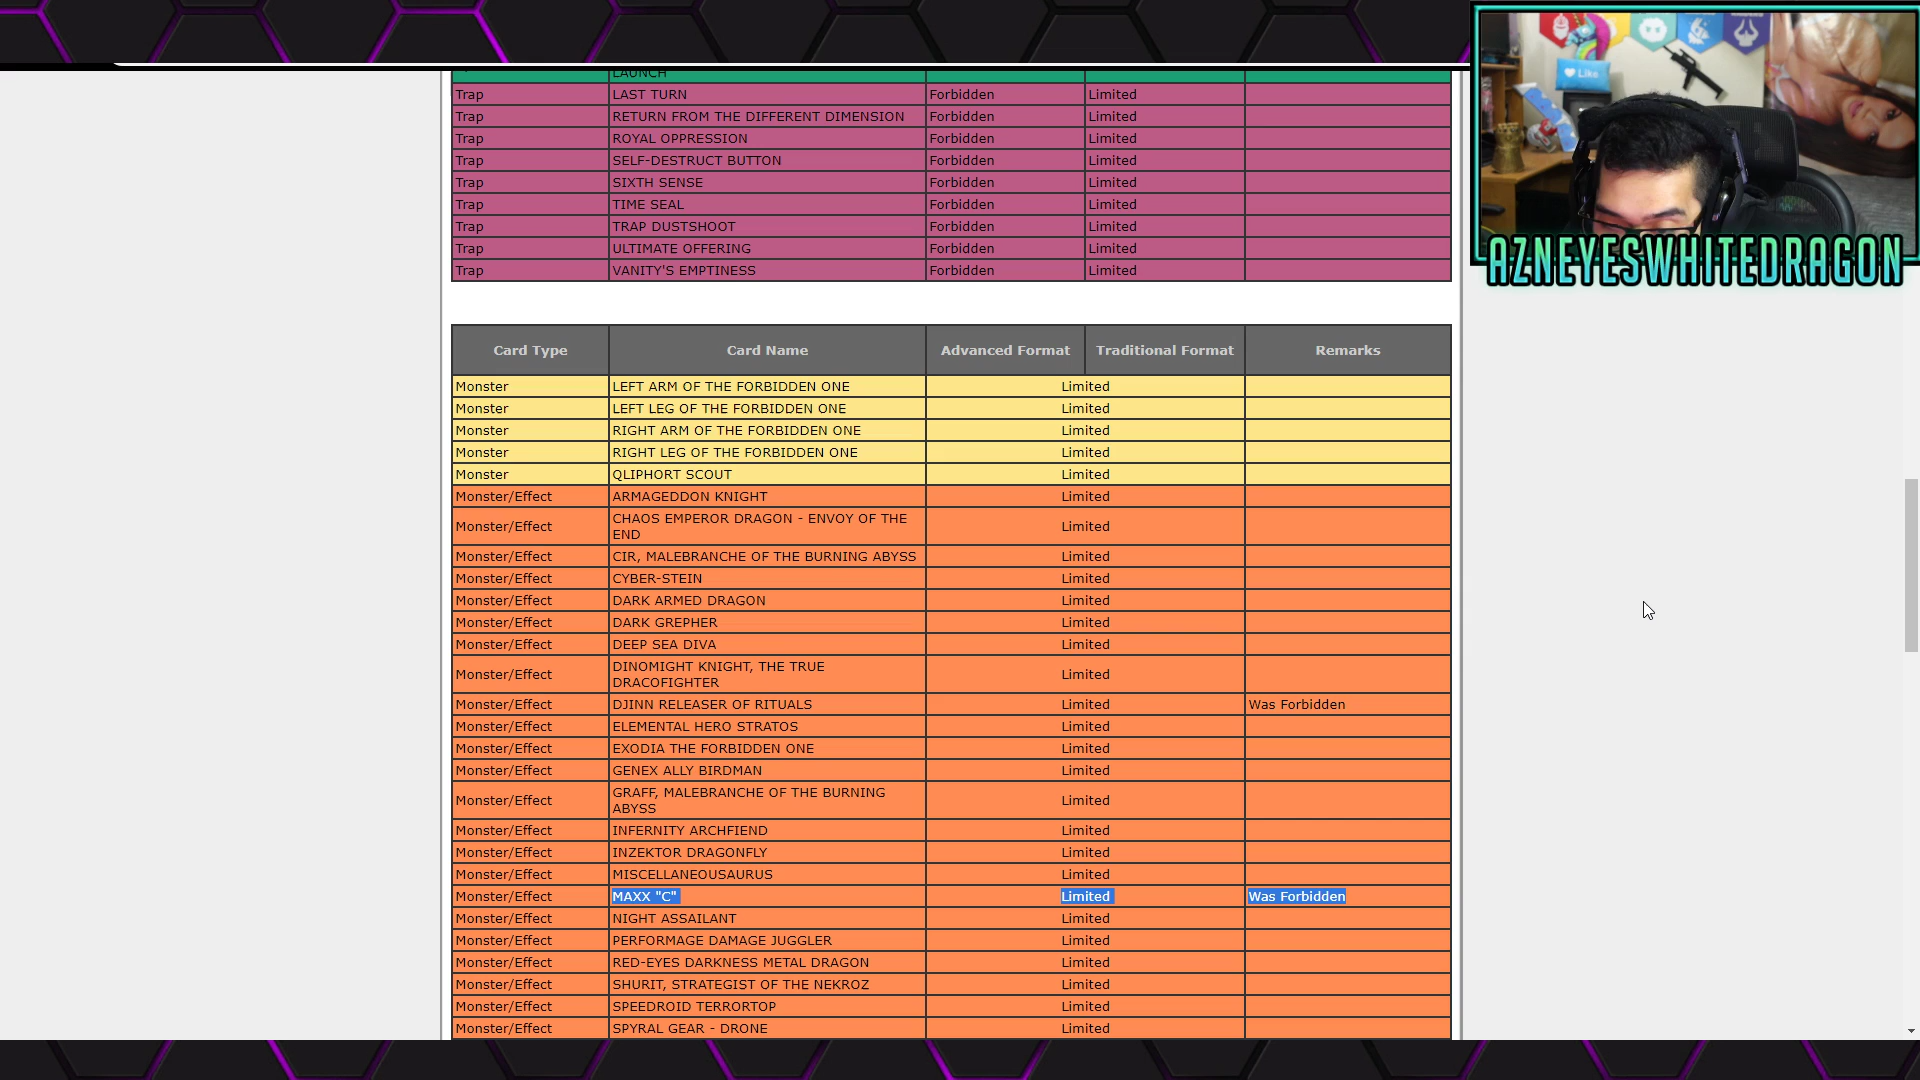 LAUNCH
Trap LAST TURN Forbidden Limited
Trap RETURN FROM THE DIFFERENT DIMENSION Forbidden Limited
Trap ROYAL OPPRESSION Forbidden Limited
Trap SELF-DESTRUCT BUTTON Forbidden Limited
Trap SIXTH SENSE Forbidden Limited
Trap TIME SEAL Forbidden Limited
Trap TRAP DUSTSHOOT Forbidden Limited
Trap ULTIMATE OFFERING Forbidden Limited
Trap VANITY'S EMPTINESS Forbidden Limited
Like
AZNEYESWHITEDRAGON
Card Type Card Name Advanced Format Traditional Format Remarks
Monster LEFT ARM OF THE FORBIDDEN ONE Limited
Monster LEFT LEG OF THE FORBIDDEN ONE Limited
Monster RIGHT ARM OF THE FORBIDDEN ONE Limited
Monster RIGHT LEG OF THE FORBIDDEN ONE Limited
Monster QLIPHORT SCOUT Limited
Monster/Effect ARMAGEDDON KNIGHT Limited
Monster/Effect CHAOS EMPEROR DRAGON - ENVOY OF THE
END Limited
Monster/Effect CIR, MALEBRANCHE OF THE BURNING ABYSS Limited
Monster/Effect CYBER-STEIN Limited
Monster/Effect DARK ARMED DRAGON Limited
Monster/Effect DARK GREPHER Limited
Monster/Effect DEEP SEA DIVA Limited
Monster/Effect DINOMIGHT KNIGHT, THE TRUE
DRACOFIGHTER Limited
Monster/Effect DJINN RELEASER OF RITUALS Limited Was Forbidden
Monster/Effect ELEMENTAL HERO STRATOS Limited
Monster/Effect EXODIA THE FORBIDDEN ONE Limited
Monster/Effect GENEX ALLY BIRDMAN Limited
Monster/Effect GRAFF, MALEBRANCHE OF THE BURNING
ABYSS Limited
Monster/Effect INFERNITY ARCHFIEND Limited
Monster/Effect INZEKTOR DRAGONFLY Limited
Monster/Effect MISCELLANEOUSAURUS Limited
Monster/Effect MAXX "C" Limited Was Forbidden
Monster/Effect NIGHT ASSAILANT Limited
Monster/Effect PERFORMAGE DAMAGE JUGGLER Limited
Monster/Effect RED-EYES DARKNESS METAL DRAGON Limited
Monster/Effect SHURIT, STRATEGIST OF THE NEKROZ Limited
Monster/Effect SPEEDROID TERRORTOP Limited
Monster/Effect SPYRAL GEAR - DRONE Limited